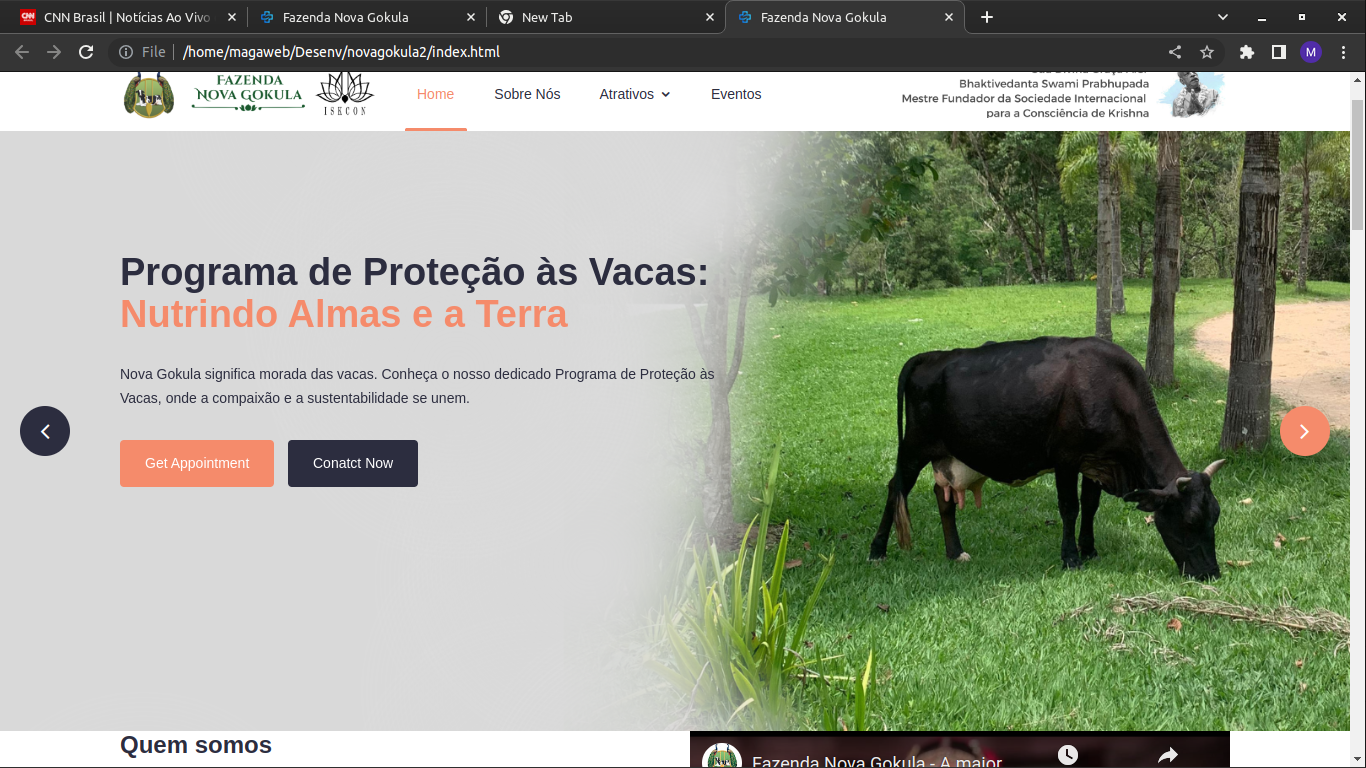 CNN Brasil | Notícias Ao Vivo
Fazenda Nova Gokula
New Tab
Fazenda Nova Gokula
File
/home/magaweb/Desenv/novagokula2/index.html
M
FAZENDA
NOVA GOKULA
ISKCON
Home
Sobre Nós
Atrativos
Eventos
Bhaktivedanta Swami Prabhupada
Mestre Fundador da Sociedade Internacional
para a Consciência de Krishna
Programa de Proteção às Vacas:
Nutrindo Almas e a Terra
Nova Gokula significa morada das vacas. Conheça o nosso dedicado Programa de Proteção às
Vacas, onde a compaixão e a sustentabilidade se unem.
Get Appointment
Conatct Now
Quem somos
Fazenda Nova Gokula - A maior